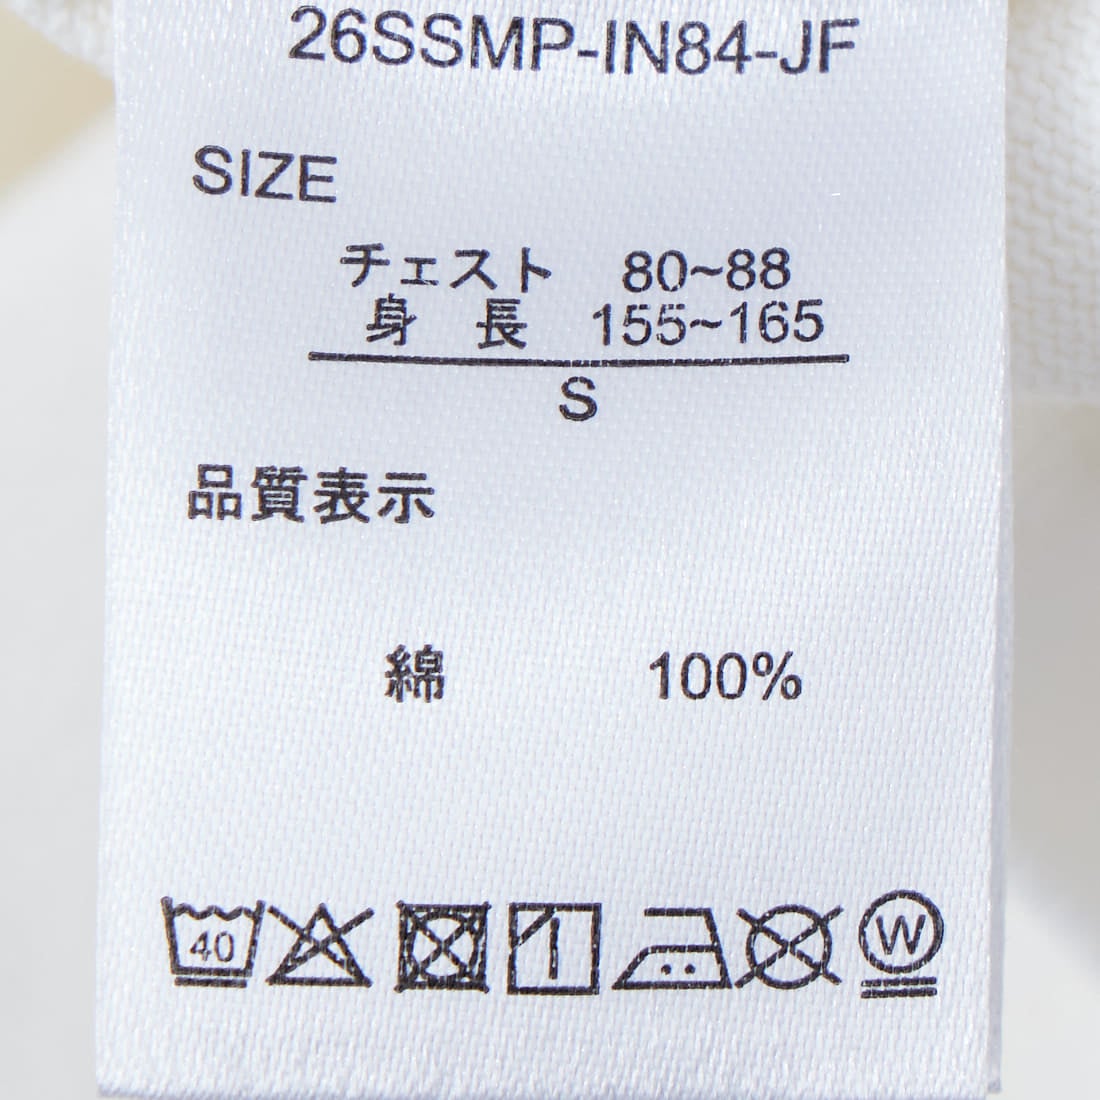 26SSMP-IN84-JF
SIZE
チェスト 80~88
身 長 155~165
S
品質表示
綿 100%
40
W